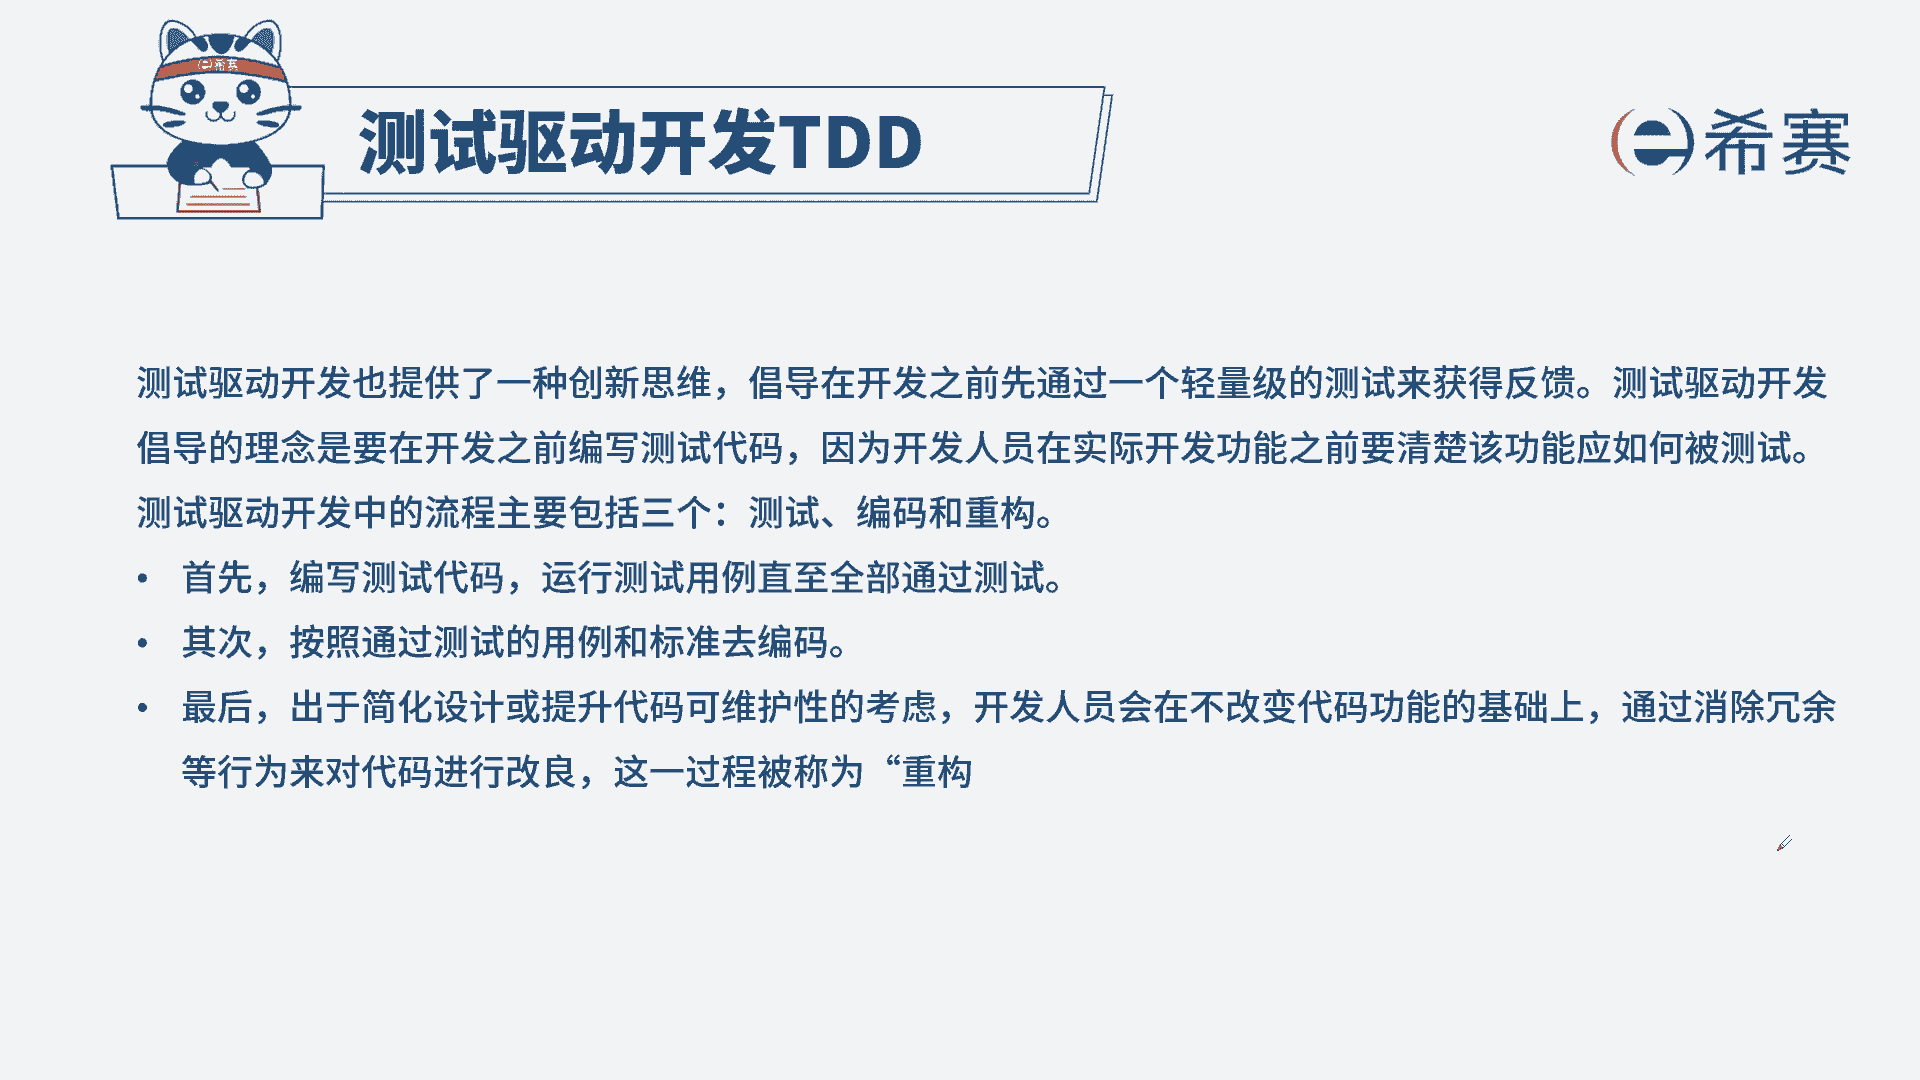 希赛
测试驱动开发TDD
希赛
测试驱动开发也提供了一种创新思维，倡导在开发之前先通过一个轻量级的测试来获得反馈。测试驱动开发
倡导的理念是要在开发之前编写测试代码，因为开发人员在实际开发功能之前要清楚该功能应如何被测试。
测试驱动开发中的流程主要包括三个：测试、编码和重构。
• 首先，编写测试代码，运行测试用例直至全部通过测试。
• 其次，按照通过测试的用例和标准去编码。
• 最后，出于简化设计或提升代码可维护性的考虑，开发人员会在不改变代码功能的基础上，通过消除冗余
等行为来对代码进行改良，这一过程被称为“重构